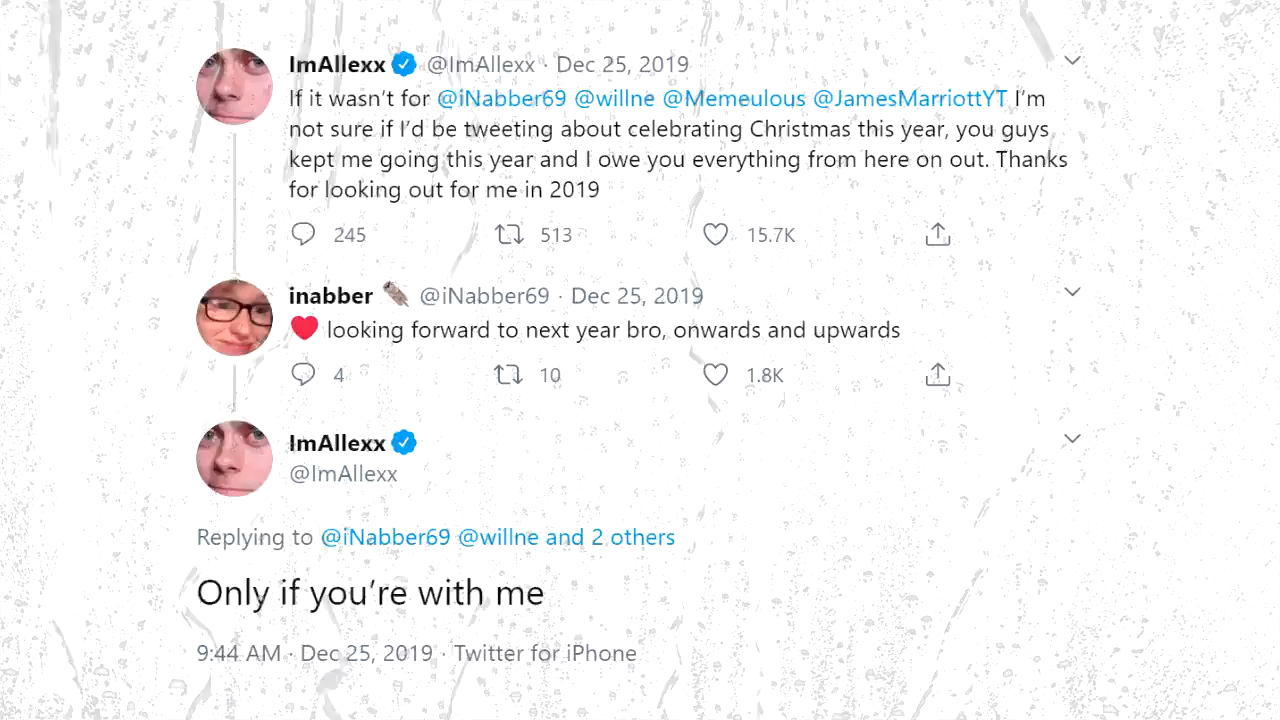 ImAllexx @ImAllexx · Dec 25, 2019
If it wasn't for @iNabber69 @willne @Memeulous @JamesMarriottYT I'm
not sure if I'd be tweeting about celebrating Christmas this year, you guys
kept me going this year and I owe you everything from here on out. Thanks
for looking out for me in 2019
245 513 15.7K
inabber @iNabber69 · Dec 25, 2019
❤️ looking forward to next year bro, onwards and upwards
4 10 1.8K
ImAllexx
@ImAllexx
Replying to @iNabber69 @willne and 2 others
Only if you're with me
9:44 AM · Dec 25, 2019 · Twitter for iPhone